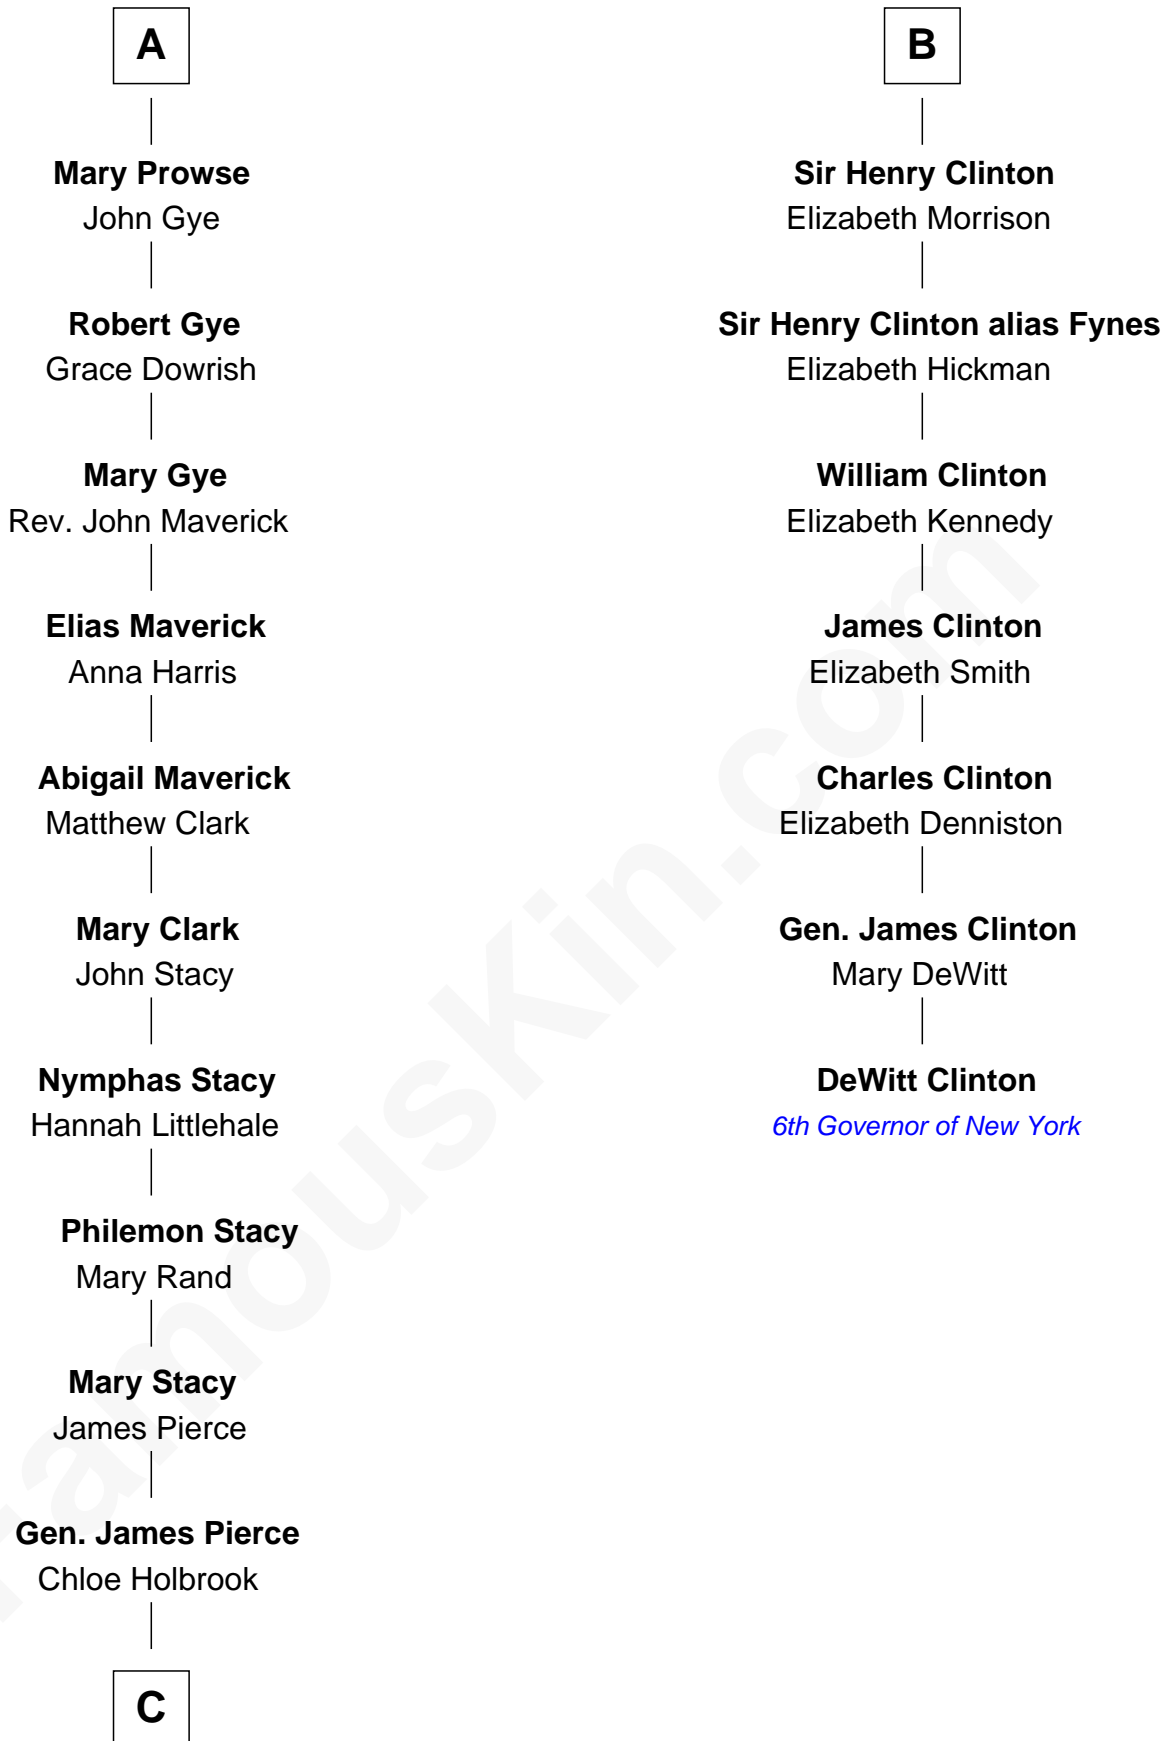 A
Mary Prowse
John Gye
Robert Gye
Grace Dowrish
Mary Gye
Rev. John Maverick
Elias Maverick
Anna Harris
Abigail Maverick
Matthew Clark
Mary Clark
John Stacy
Nymphas Stacy
Hannah Littlehale
Philemon Stacy
Mary Rand
Mary Stacy
James Pierce
Gen. James Pierce
Chloe Holbrook
C
B
Sir Henry Clinton
Elizabeth Morrison
Sir Henry Clinton alias Fynes
Elizabeth Hickman
William Clinton
Elizabeth Kennedy
James Clinton
Elizabeth Smith
Charles Clinton
Elizabeth Denniston
Gen. James Clinton
Mary DeWitt
DeWitt Clinton
6th Governor of New York
FamousKin.com